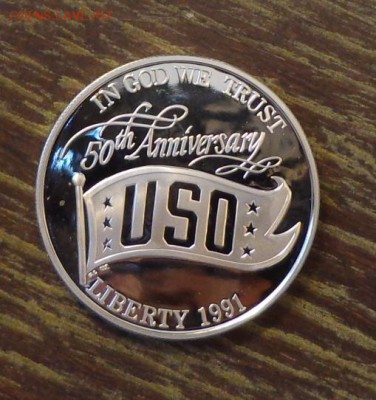 IN GOD WE TRUST
50th Anniversary
USO
LIBERTY 1991